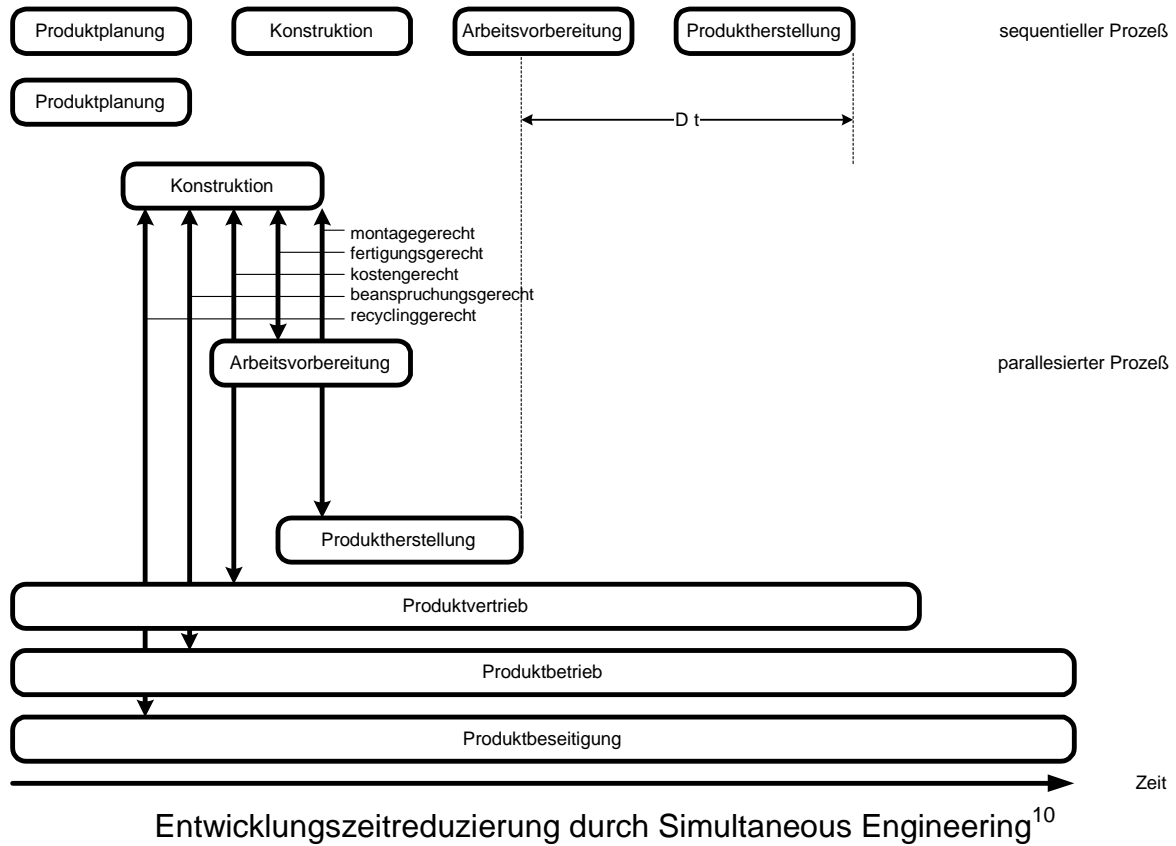 Produktplanung Konstruktion Arbeitsvorbereitung Produktherstellung sequentieller Prozeß
Produktplanung
D t
Konstruktion
montagegerecht
fertigungsgerecht
kostengerecht
beanspruchungsgerecht
recyclinggerecht
Arbeitsvorbereitung parallesierter Prozeß
Produktherstellung
Produktvertrieb
Produktbetrieb
Produktbeseitigung
Zeit
Entwicklungszeitreduzierung durch Simultaneous Engineering10